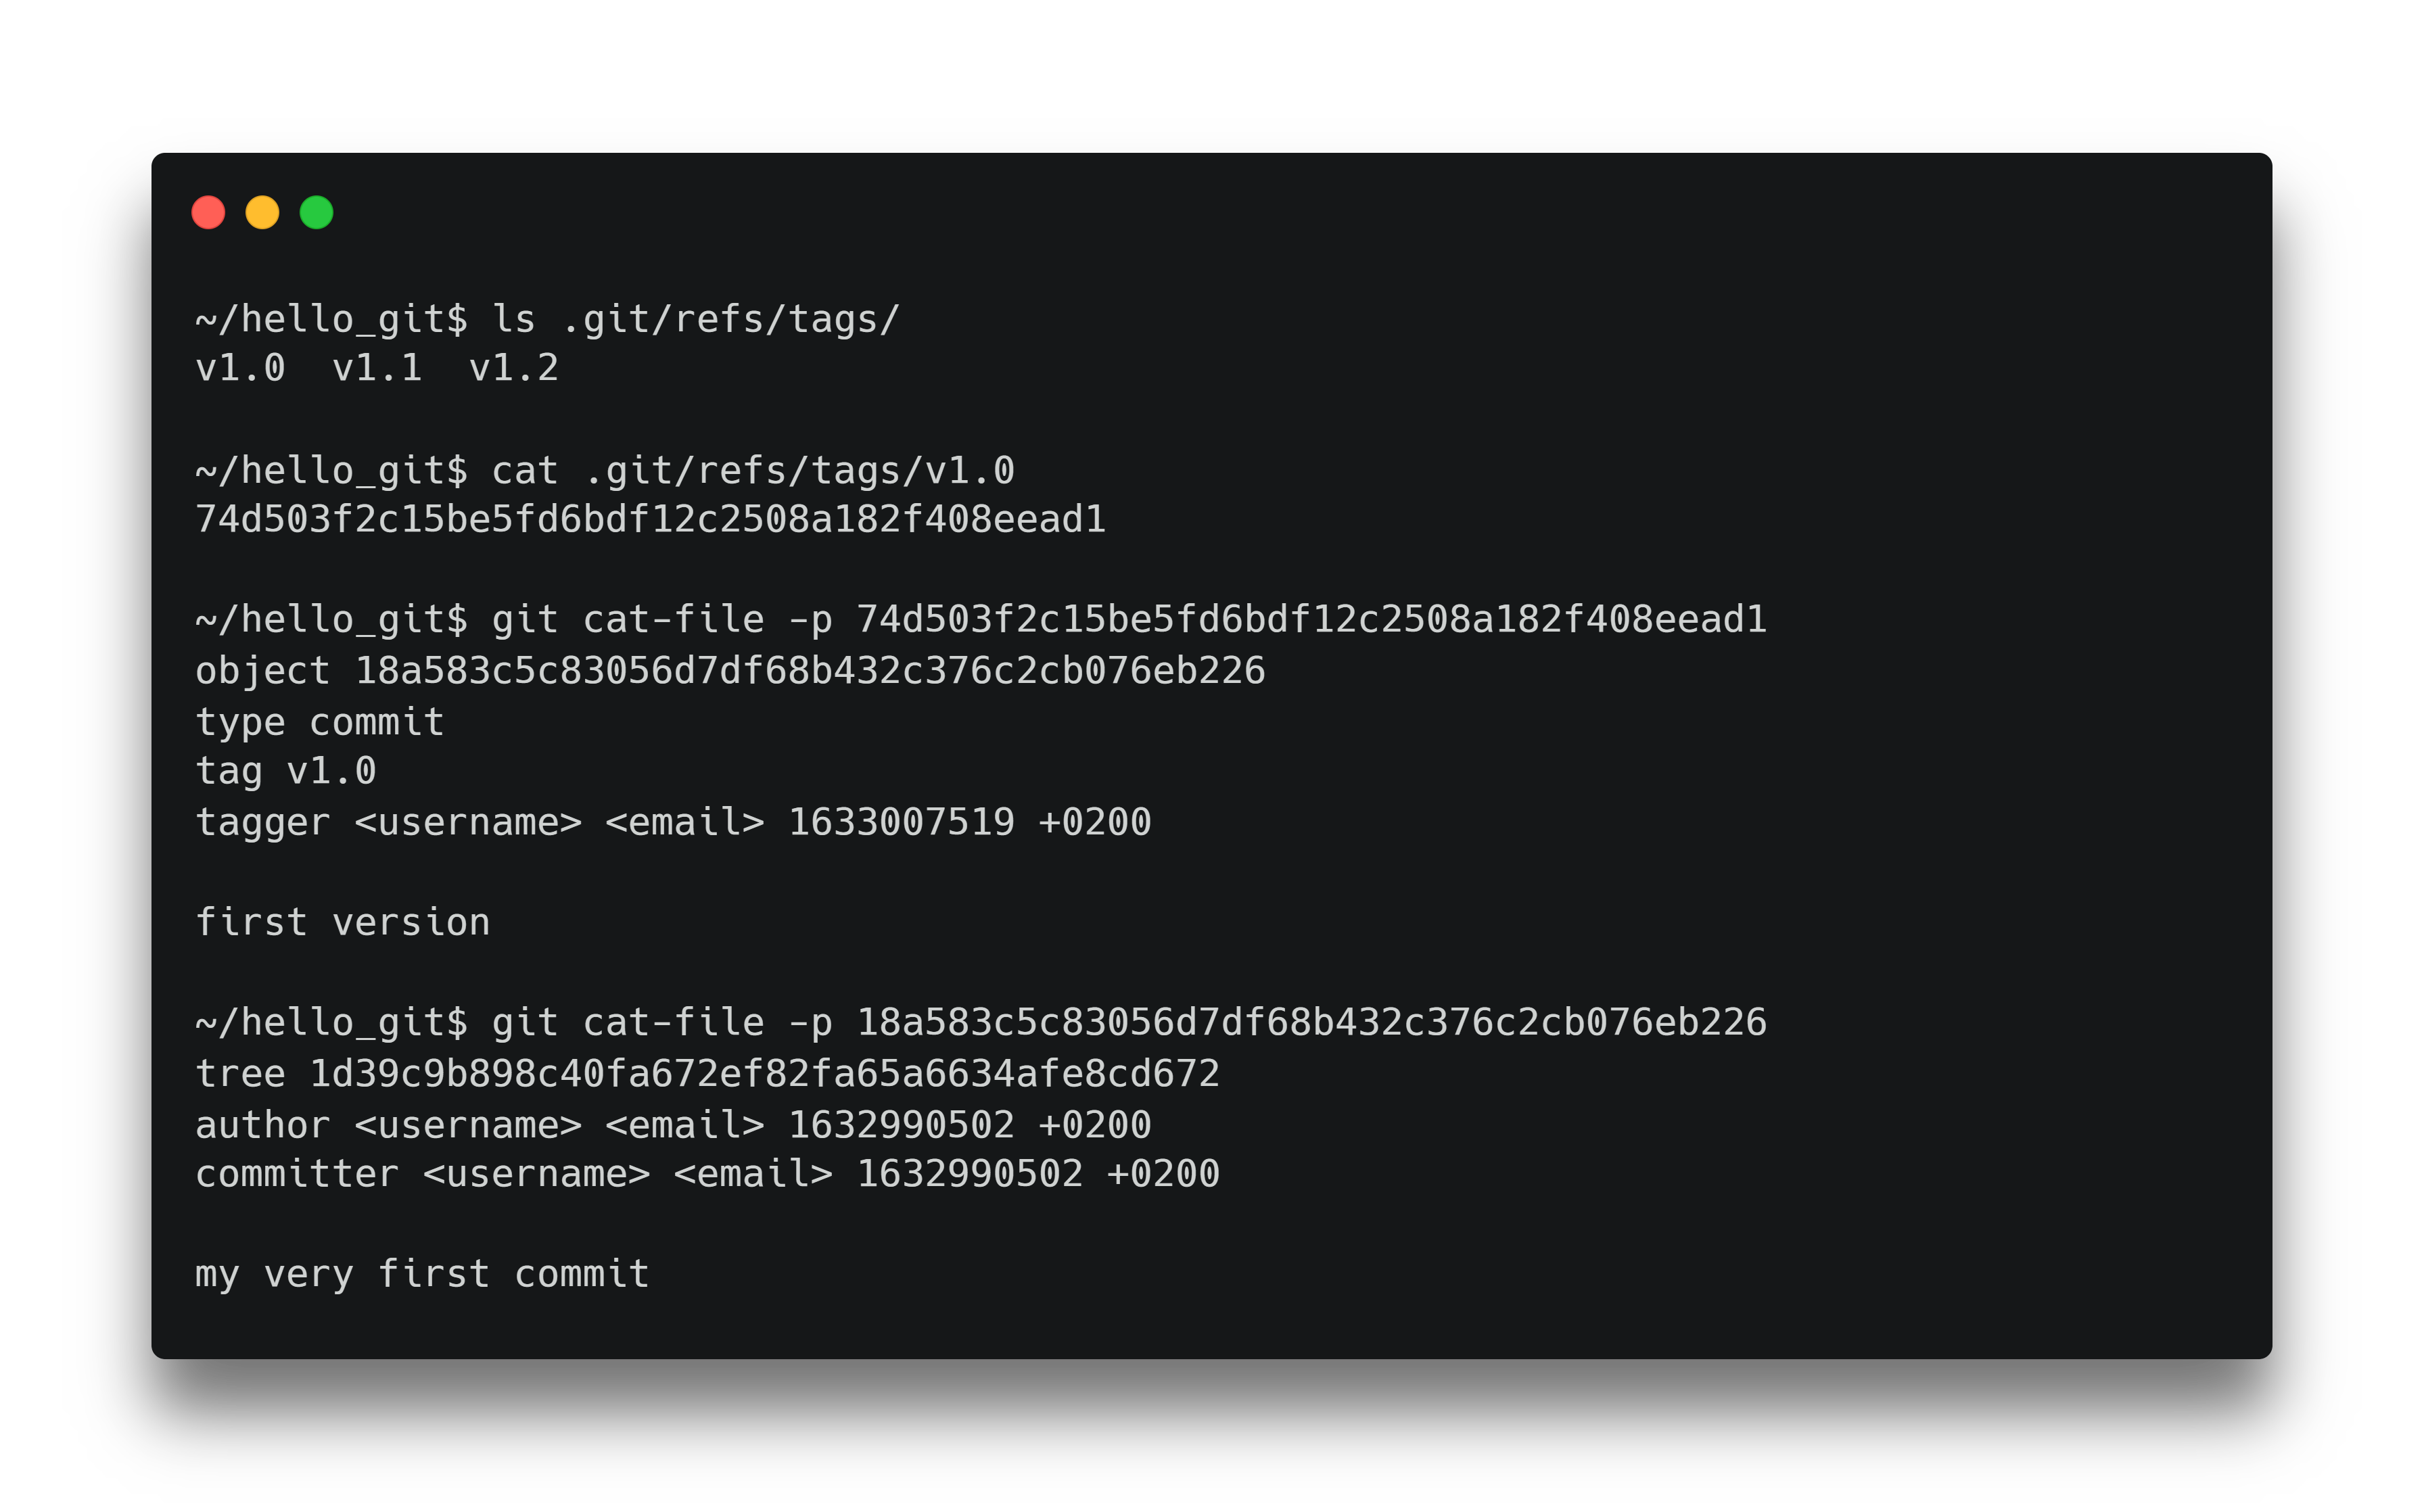 ~/hello_git$ ls .git/refs/tags/
v1.0  v1.1  v1.2
~/hello_git$ cat .git/refs/tags/v1.0
74d503f2c15be5fd6bdf12c2508a182f408eead1
~/hello_git$ git cat-file -p 74d503f2c15be5fd6bdf12c2508a182f408eead1
object 18a583c5c83056d7df68b432c376c2cb076eb226
type commit
tag v1.0
tagger <username> <email> 1633007519 +0200
first version
~/hello_git$ git cat-file -p 18a583c5c83056d7df68b432c376c2cb076eb226
tree 1d39c9b898c40fa672ef82fa65a6634afe8cd672
author <username> <email> 1632990502 +0200
committer <username> <email> 1632990502 +0200
my very first commit